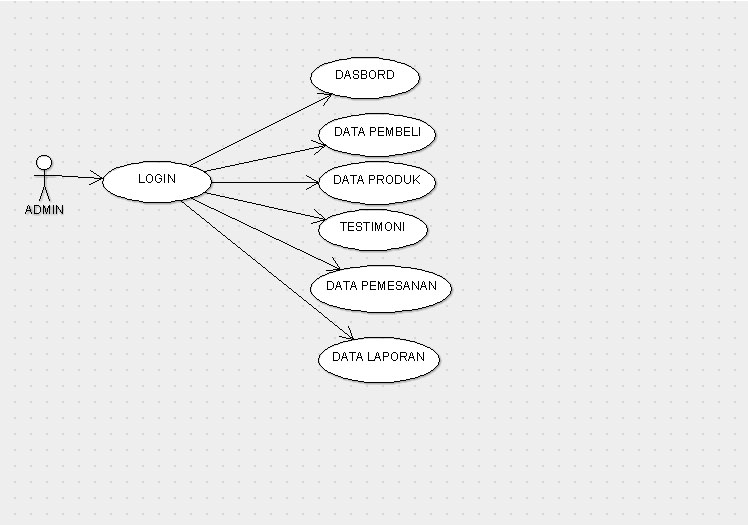 DASBORD
DATA PEMBELI
LOGIN
DATA PRODUK
ADMIN
TESTIMONI
DATA PEMESANAN
DATA LAPORAN